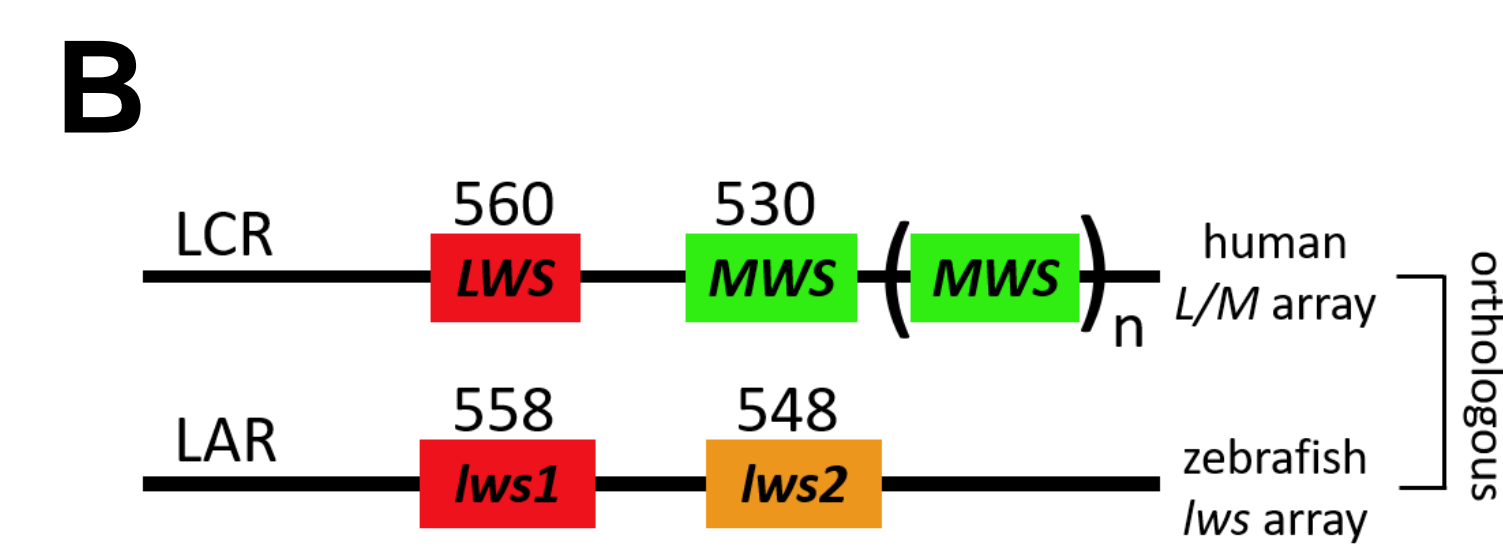 B
560 530
LCR
LWS MWS (MWS)n
human
L/M array
558 548
LAR
lws1 lws2
zebrafish
lws array
orthologous